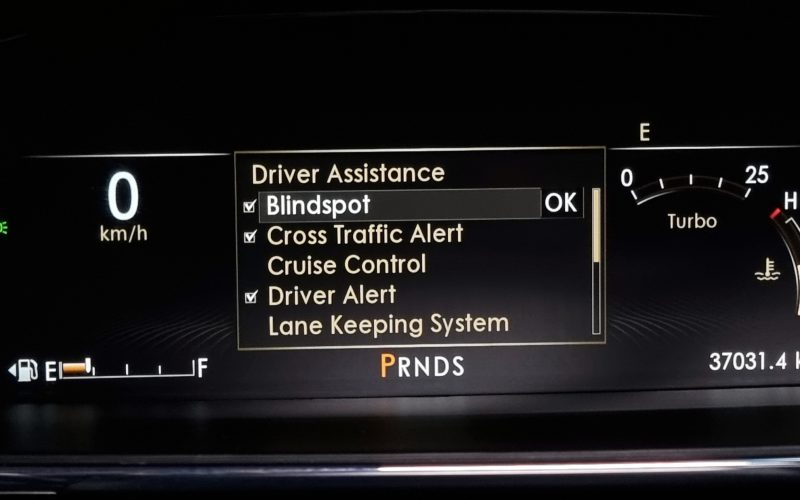 E
0
km/h
Driver Assistance
Blindspot OK
Cross Traffic Alert
Cruise Control
Driver Alert
Lane Keeping System
0 25
Turbo
H
E F
PRNDS
37031.4 k